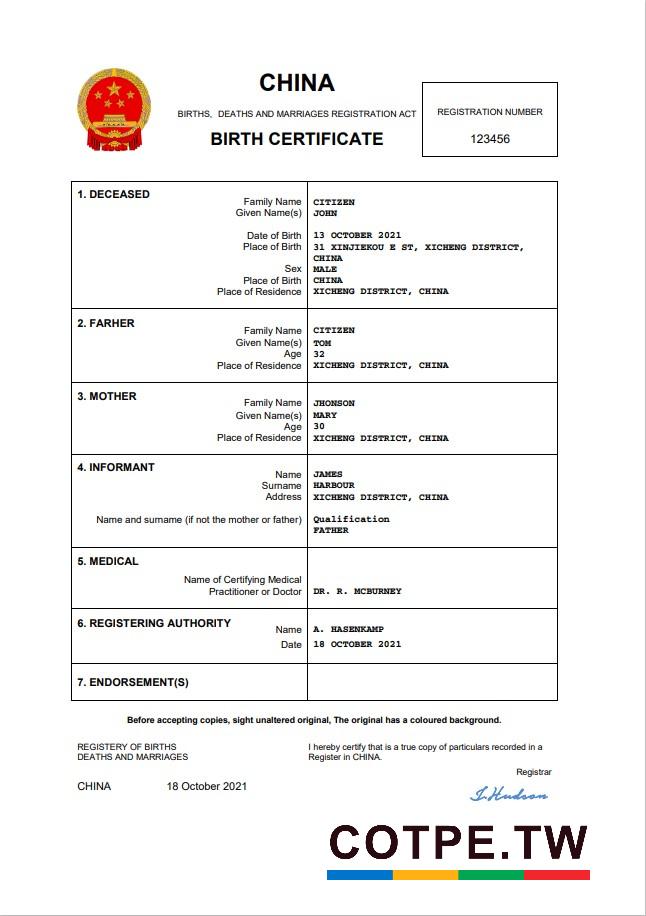 CHINA
BIRTHS, DEATHS AND MARRIAGES REGISTRATION ACT
BIRTH CERTIFICATE
REGISTRATION NUMBER
123456
1. DECEASED
Family Name CITIZEN
Given Name(s) JOHN
Date of Birth 13 OCTOBER 2021
Place of Birth 31 XINJIEKOU E ST, XICHENG DISTRICT,
CHINA
Sex MALE
Place of Birth CHINA
Place of Residence XICHENG DISTRICT, CHINA
2. FARHER
Family Name CITIZEN
Given Name(s) TOM
Age 32
Place of Residence XICHENG DISTRICT, CHINA
3. MOTHER
Family Name JHONSON
Given Name(s) MARY
Age 30
Place of Residence XICHENG DISTRICT, CHINA
4. INFORMANT
Name JAMES
Surname HARBOUR
Address XICHENG DISTRICT, CHINA
Name and surname (if not the mother or father) Qualification
FATHER
5. MEDICAL
Name of Certifying Medical
Practitioner or Doctor DR. R. MCBURNEY
6. REGISTERING AUTHORITY
Name A. HASENKAMP
Date 18 OCTOBER 2021
7. ENDORSEMENT(S)
Before accepting copies, sight unaltered original, The original has a coloured background.
REGISTERY OF BIRTHS
DEATHS AND MARRIAGES
CHINA 18 October 2021
I hereby certify that is a true copy of particulars recorded in a
Register in CHINA.
Registrar
J.Hudson
COTPE.TW